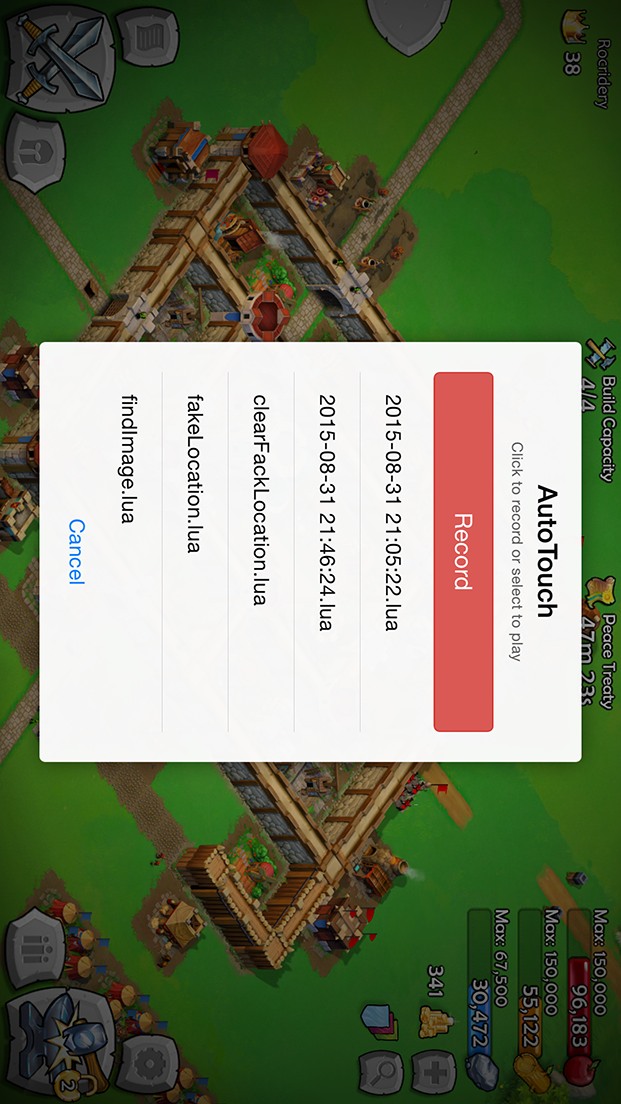 Rocridery
38
Build Capacity
4/4
Peace Treaty
47m 23s
Max: 150,000
96,183
Max: 150,000
55,122
Max: 67,500
30,472
341
AutoTouch
Click to record or select to play
Record
2015-08-31 21:05:22.lua
2015-08-31 21:46:24.lua
clearFackLocation.lua
fakeLocation.lua
findImage.lua
Cancel
2